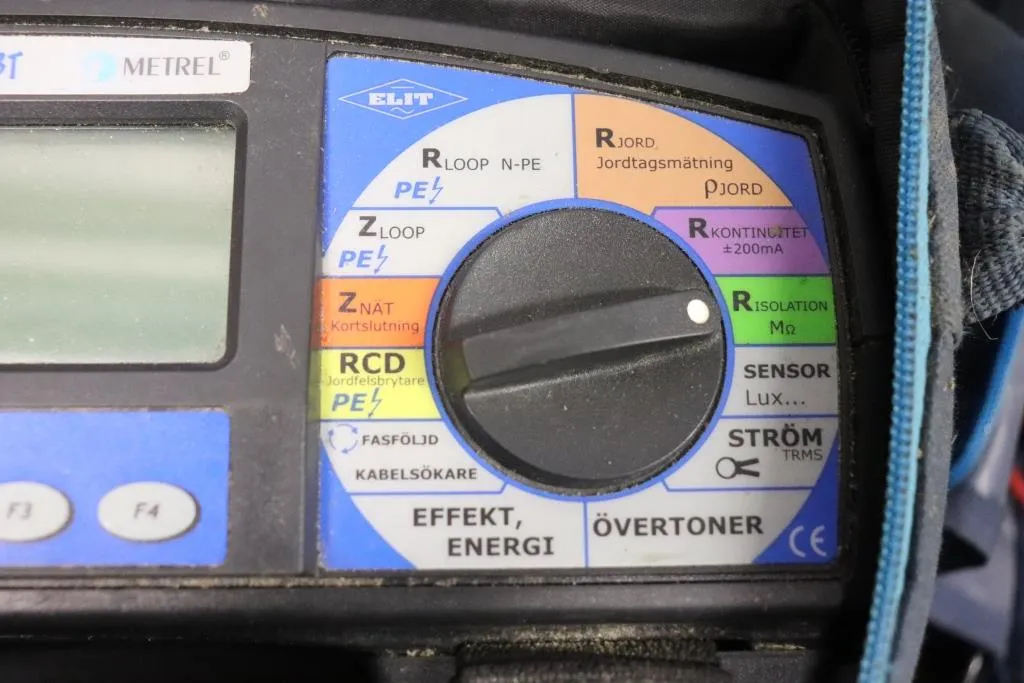 METREL®
ELIT
RLOOP N-PE
PE
RJORD,
Jordtagsmätning
ρJORD
ZLOOP
PE
RKONTINUITET
±200mA
ZNÄT
Kortslutning
RISOLATION
MΩ
RCD
Jordfelsbrytare
PE
SENSOR
Lux...
FASFÖLJD
KABELSÖKARE
STRÖM
TRMS
EFFEKT,
ENERGI
ÖVERTONER
CE
F3
F4